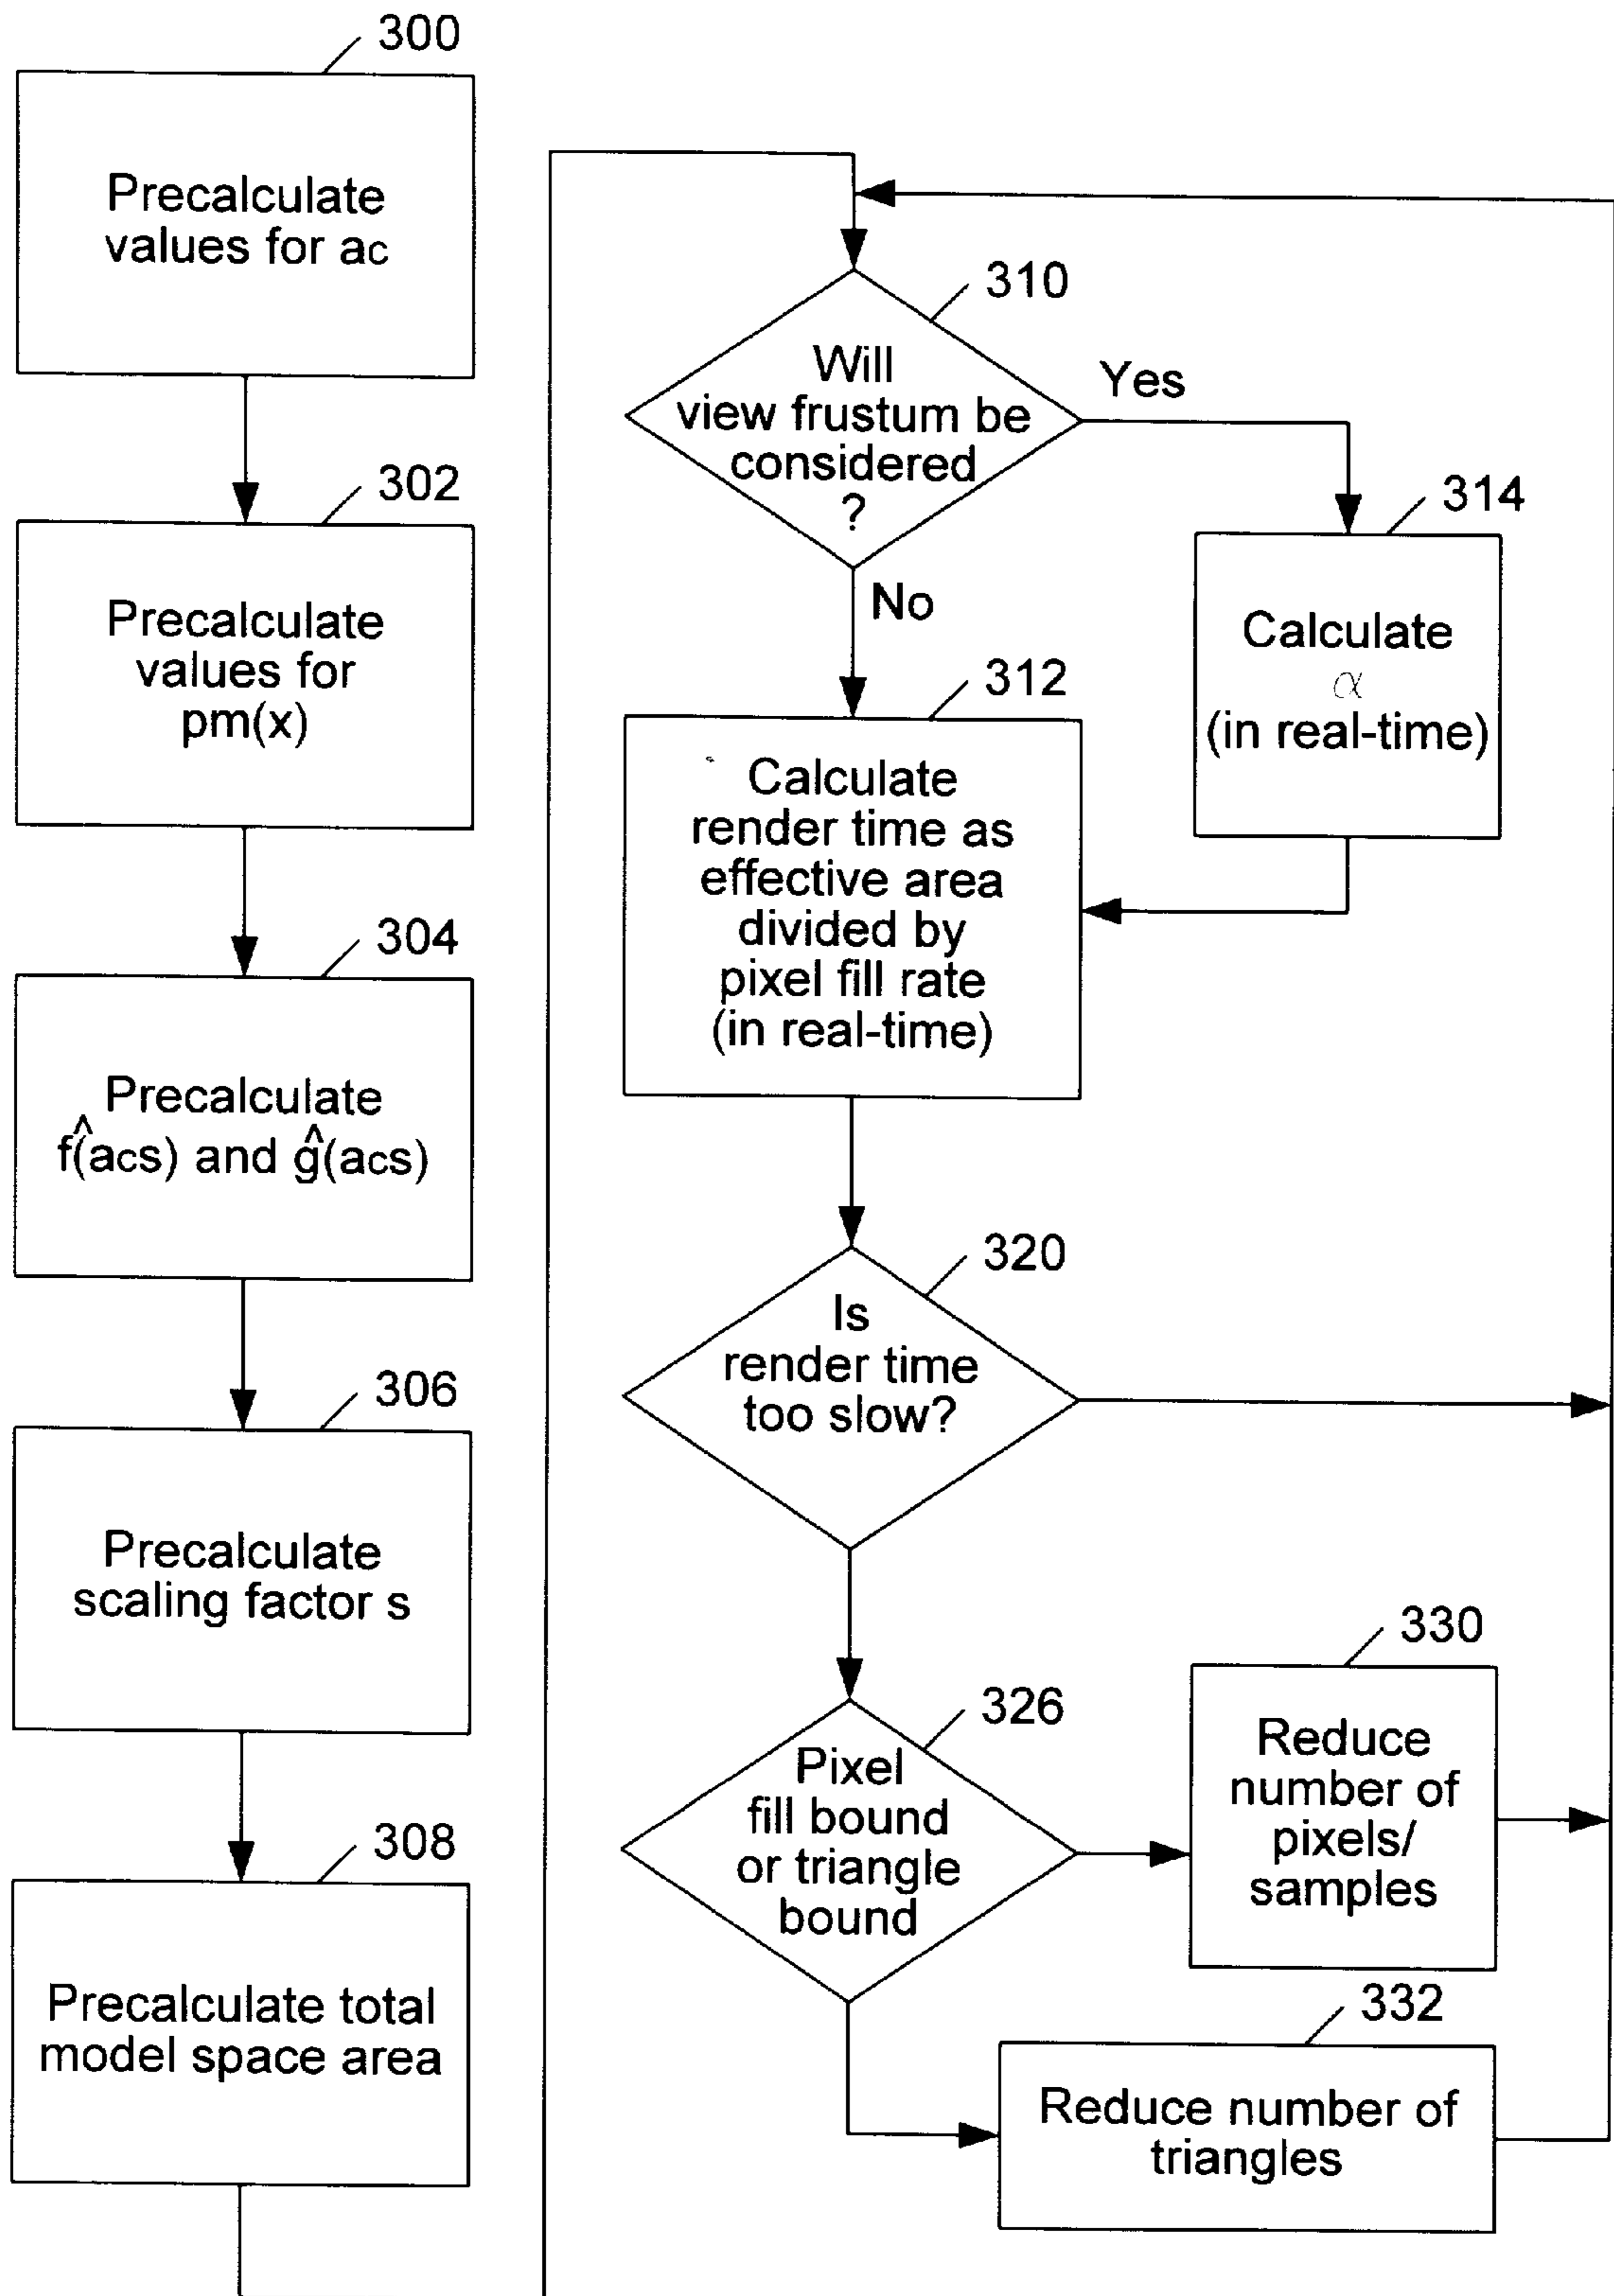 300
Precalculate
values for ac
302
Precalculate
values for
pm(x)
304
Precalculate
f̂(acs) and ĝ(acs)
306
Precalculate
scaling factor s
308
Precalculate total
model space area
310
Will
view frustum be
considered
?
Yes
No
314
Calculate
α
(in real-time)
312
Calculate
render time as
effective area
divided by
pixel fill rate
(in real-time)
320
Is
render time
too slow?
326
Pixel
fill bound
or triangle
bound
330
Reduce
number of
pixels/
samples
332
Reduce number of
triangles